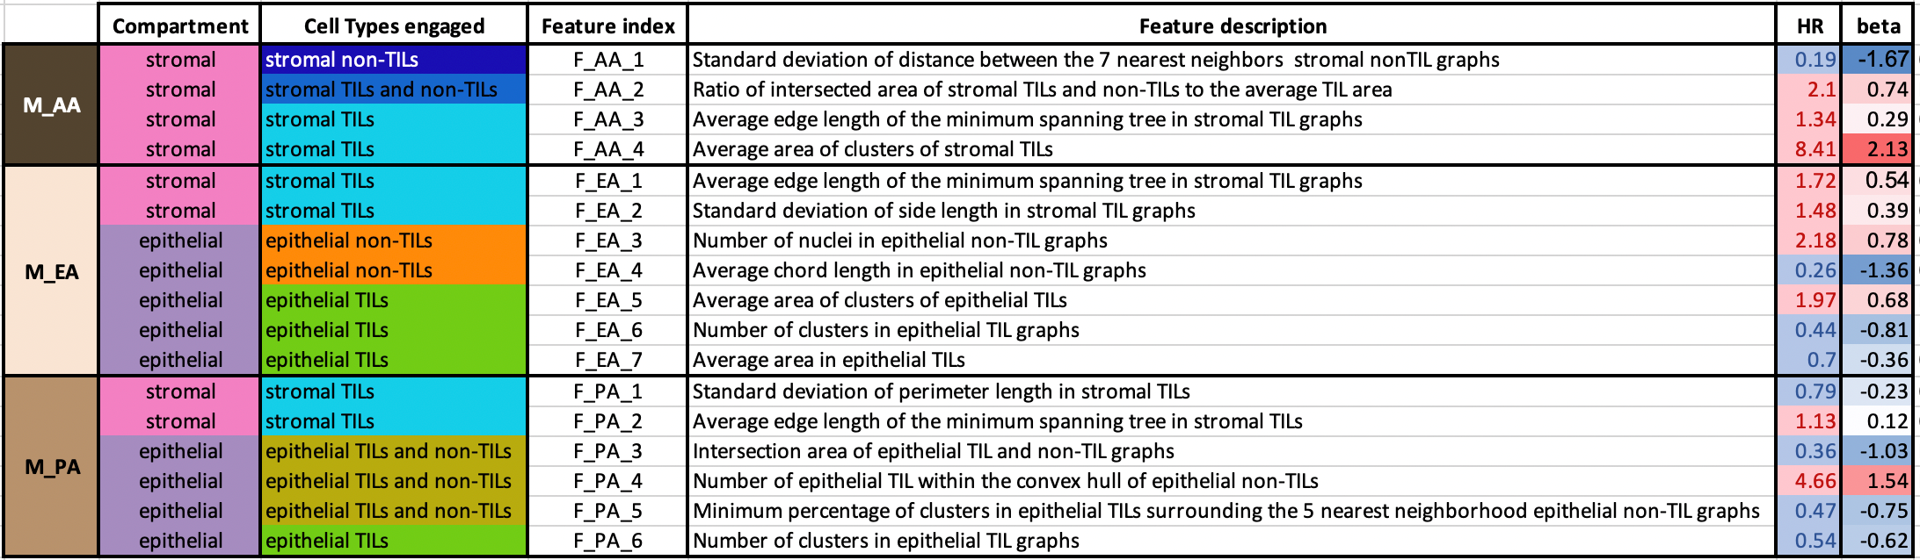 Compartment Cell Types engaged Feature index Feature description HR beta
M_AA
stromal stromal non-TILs F_AA_1 Standard deviation of distance between the 7 nearest neighbors stromal nonTIL graphs 0.19 -1.67
stromal stromal TILs and non-TILs F_AA_2 Ratio of intersected area of stromal TILs and non-TILs to the average TIL area 2.1 0.74
stromal stromal TILs F_AA_3 Average edge length of the minimum spanning tree in stromal TIL graphs 1.34 0.29
stromal stromal TILs F_AA_4 Average area of clusters of stromal TILs 8.41 2.13
M_EA
stromal stromal TILs F_EA_1 Average edge length of the minimum spanning tree in stromal TIL graphs 1.72 0.54
stromal stromal TILs F_EA_2 Standard deviation of side length in stromal TIL graphs 1.48 0.39
epithelial epithelial non-TILs F_EA_3 Number of nuclei in epithelial non-TIL graphs 2.18 0.78
epithelial epithelial non-TILs F_EA_4 Average chord length in epithelial non-TIL graphs 0.26 -1.36
epithelial epithelial TILs F_EA_5 Average area of clusters of epithelial TILs 1.97 0.68
epithelial epithelial TILs F_EA_6 Number of clusters in epithelial TIL graphs 0.44 -0.81
epithelial epithelial TILs F_EA_7 Average area in epithelial TILs 0.7 -0.36
M_PA
stromal stromal TILs F_PA_1 Standard deviation of perimeter length in stromal TILs 0.79 -0.23
stromal stromal TILs F_PA_2 Average edge length of the minimum spanning tree in stromal TILs 1.13 0.12
epithelial epithelial TILs and non-TILs F_PA_3 Intersection area of epithelial TIL and non-TIL graphs 0.36 -1.03
epithelial epithelial TILs and non-TILs F_PA_4 Number of epithelial TIL within the convex hull of epithelial non-TILs 4.66 1.54
epithelial epithelial TILs and non-TILs F_PA_5 Minimum percentage of clusters in epithelial TILs surrounding the 5 nearest neighborhood epithelial non-TIL graphs 0.47 -0.75
epithelial epithelial TILs F_PA_6 Number of clusters in epithelial TIL graphs 0.54 -0.62